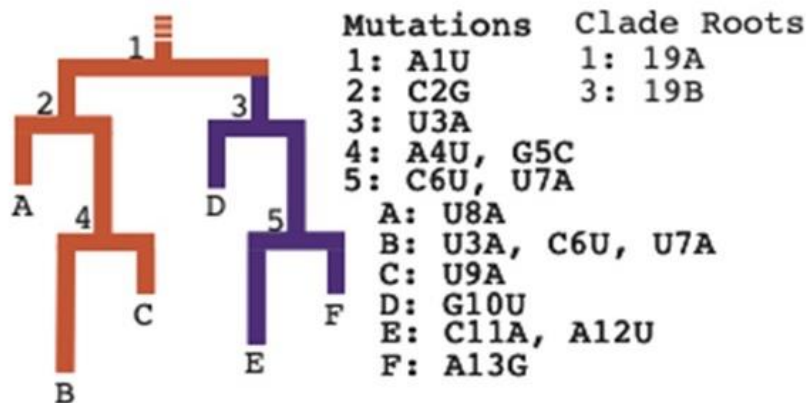 Mutations Clade Roots
1: A1U 1: 19A
2: C2G 3: 19B
3: U3A
4: A4U, G5C
5: C6U, U7A
A: U8A
B: U3A, C6U, U7A
C: U9A
D: G10U
E: C11A, A12U
F: A13G
1
2
3
A
D
4
5
C
F
E
B